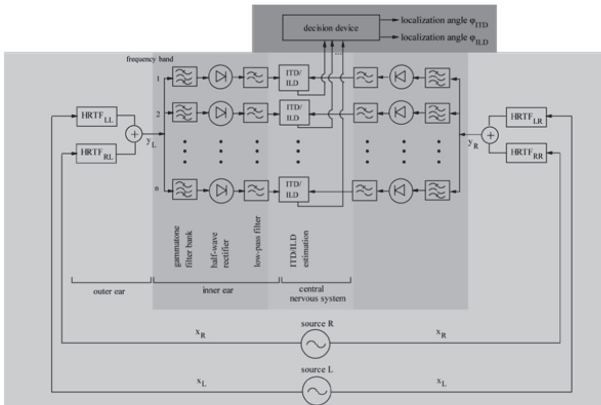 decision device
localization angle φITD
localization angle φILD
frequency band
1
ITD/
ILD
2
ITD/
ILD
n
ITD/
ILD
HRTFLL
HRTFRL
yL
yR
HRTFLR
HRTFRR
gammatone
filter bank
half-wave
rectifier
low-pass filter
ITD/ILD
estimation
outer ear
inner ear
central
nervous system
source R
xR
xR
source L
xL
xL